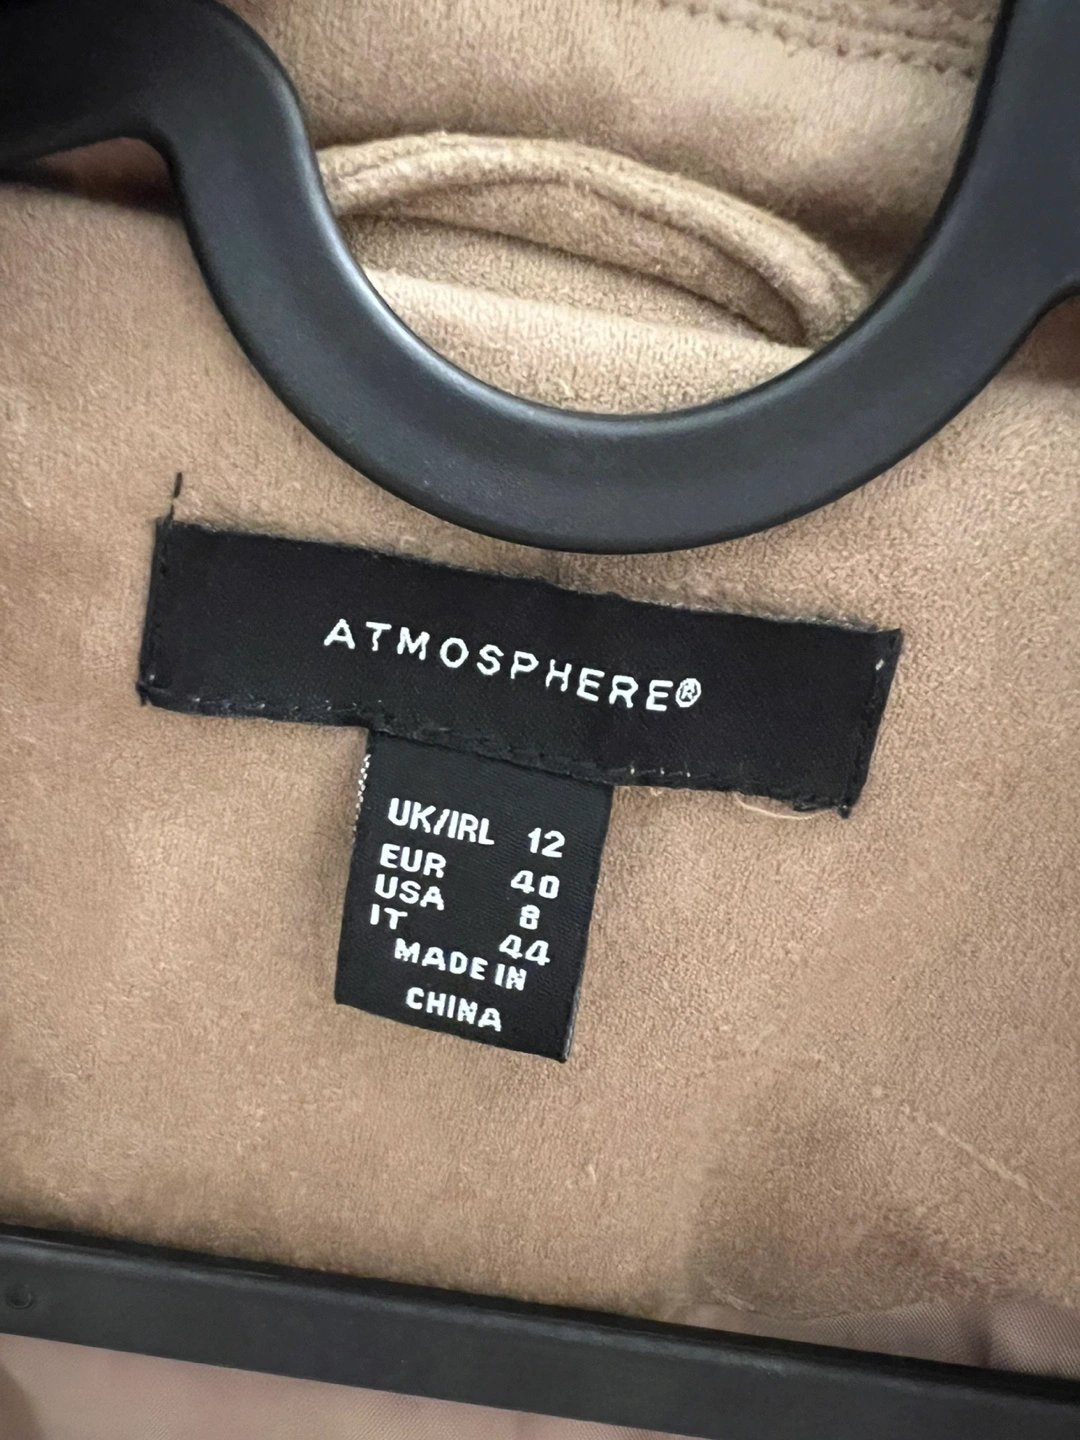 ATMOSPHERE®
UK/IRL 12
EUR 40
USA 8
IT 44
MADE IN
CHINA